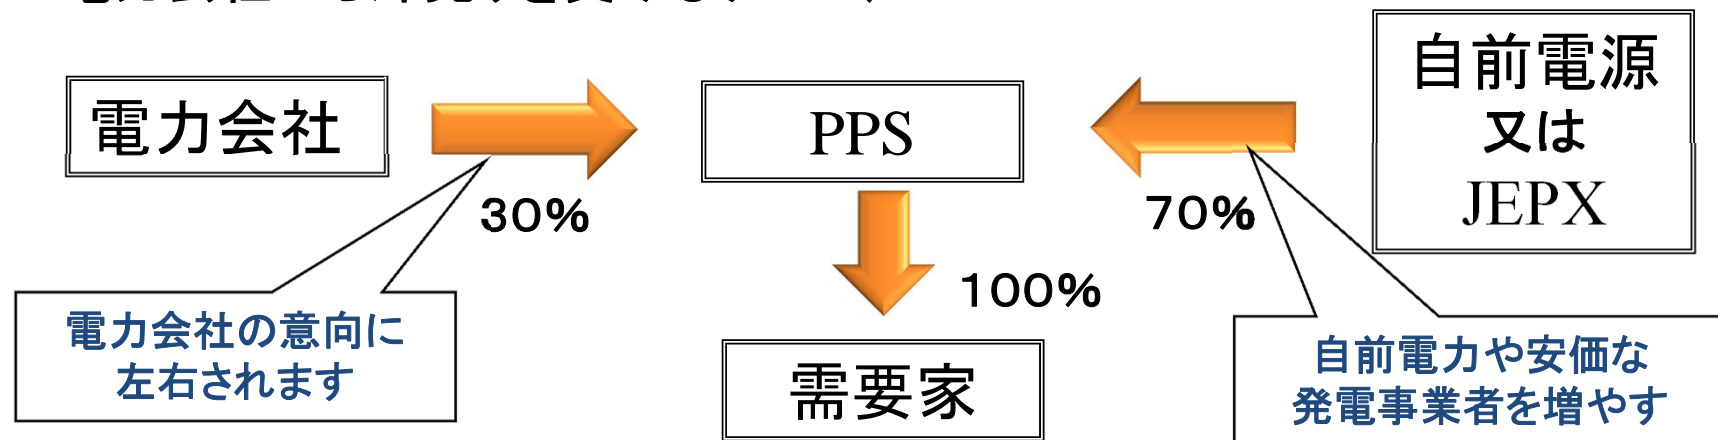 電力会社
30%
PPS
自前電源
又は
JEPX
70%
100%
電力会社の意向に
左右されます
需要家
自前電力や安価な
発電事業者を増やす